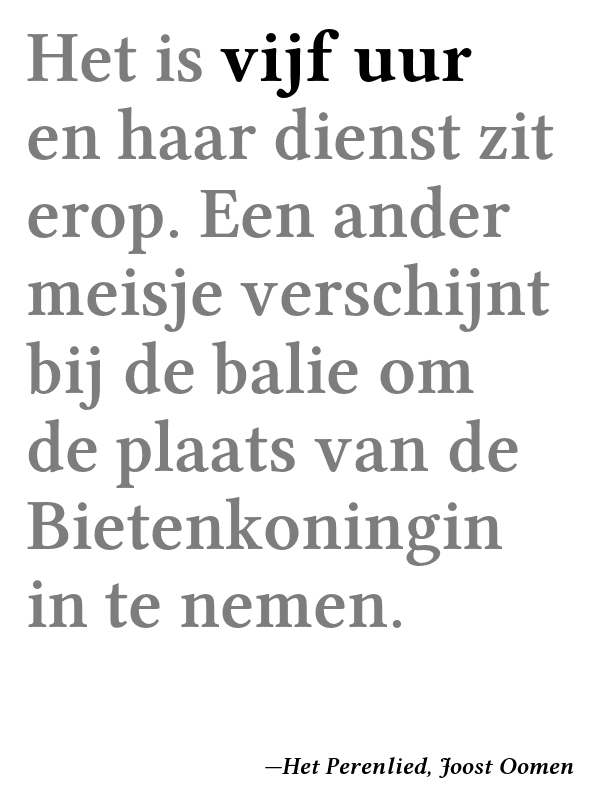 Het is vijf uur
en haar dienst zit
erop. Een ander
meisje verschijnt
bij de balie om
de plaats van de
Bietenkoningin
in te nemen.
—Het Perenlied, Joost Oomen